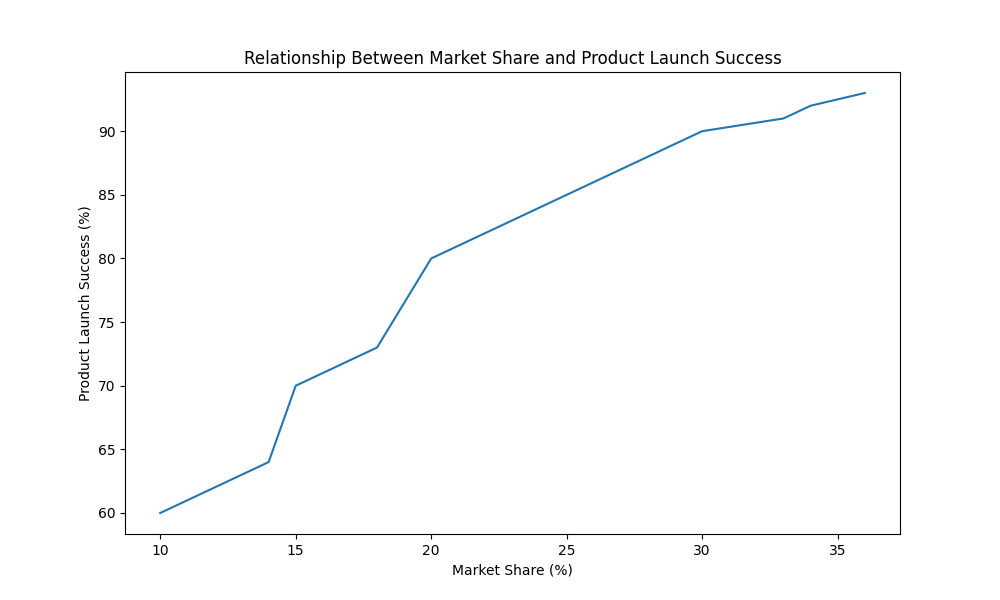 Relationship Between Market Share and Product Launch Success
Product Launch Success (%)
90
85
80
75
70
65
60
10 15 20 25 30 35
Market Share (%)